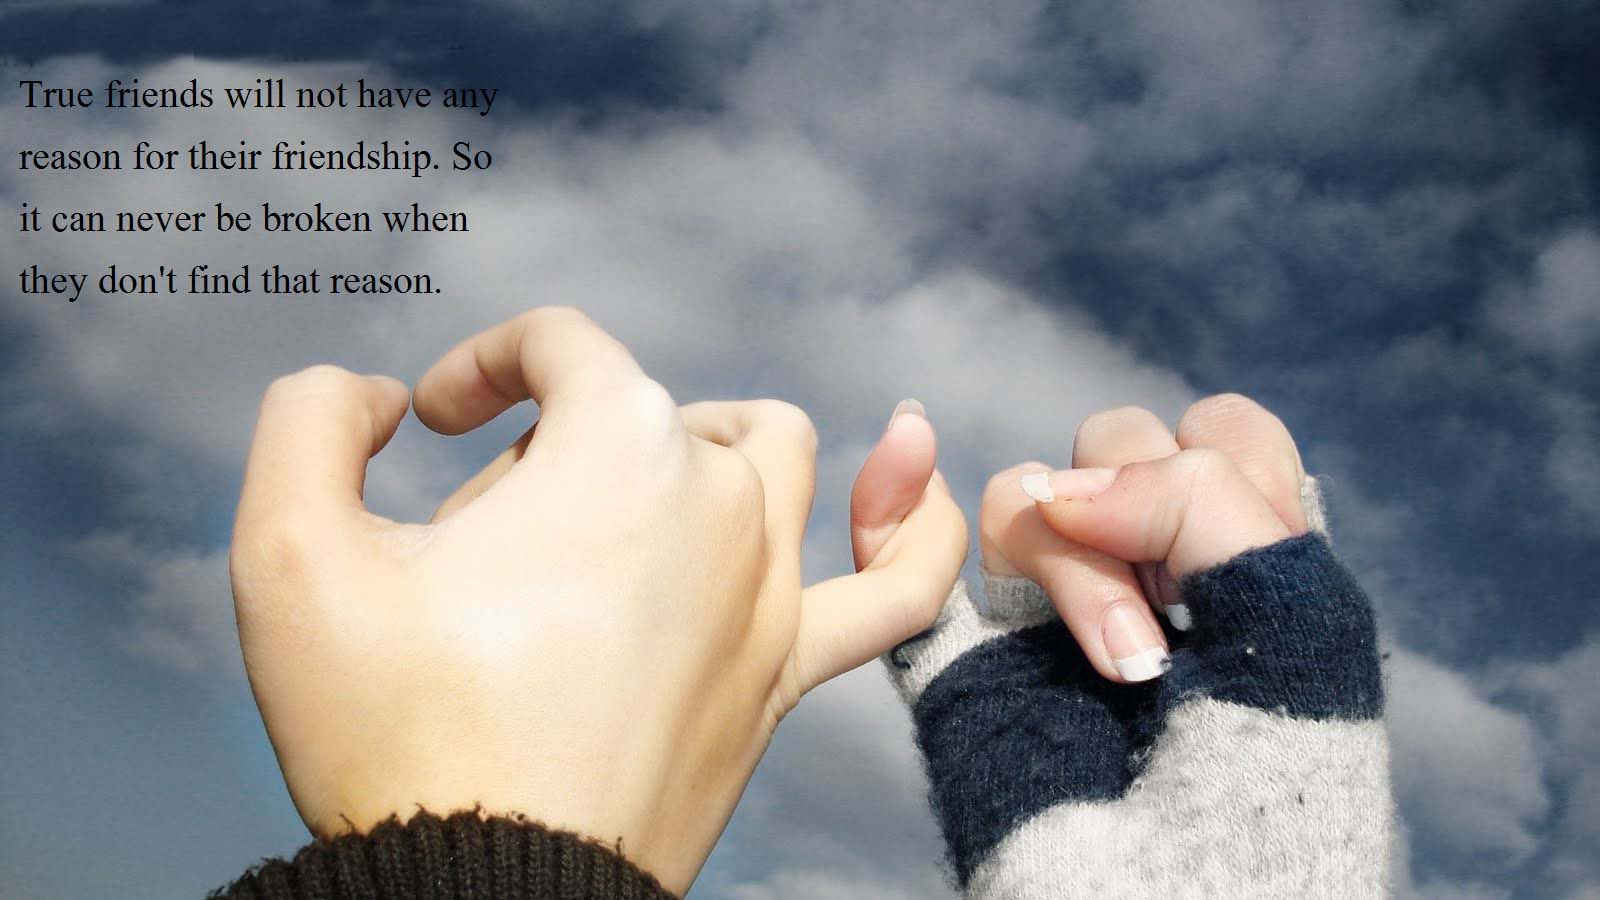 True friends will not have any
reason for their friendship. So
it can never be broken when
they don't find that reason.